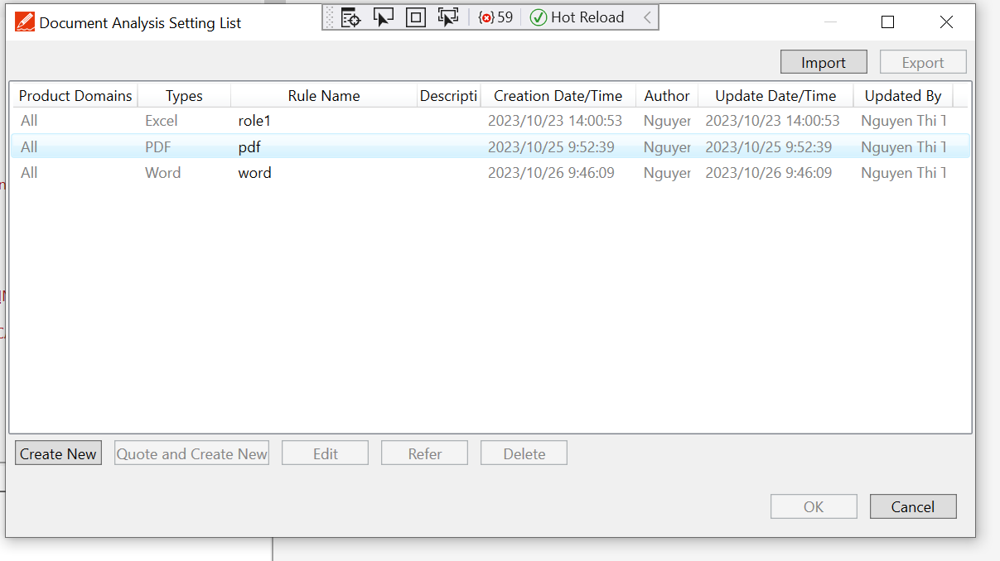 Document Analysis Setting List
59
Hot Reload
Import
Export
Product Domains Types Rule Name Descripti Creation Date/Time Author Update Date/Time Updated By
All Excel role1 2023/10/23 14:00:53 Nguyer 2023/10/23 14:00:53 Nguyen Thi T
All PDF pdf 2023/10/25 9:52:39 Nguyer 2023/10/25 9:52:39 Nguyen Thi T
All Word word 2023/10/26 9:46:09 Nguyer 2023/10/26 9:46:09 Nguyen Thi T
Create New
Quote and Create New
Edit
Refer
Delete
OK
Cancel